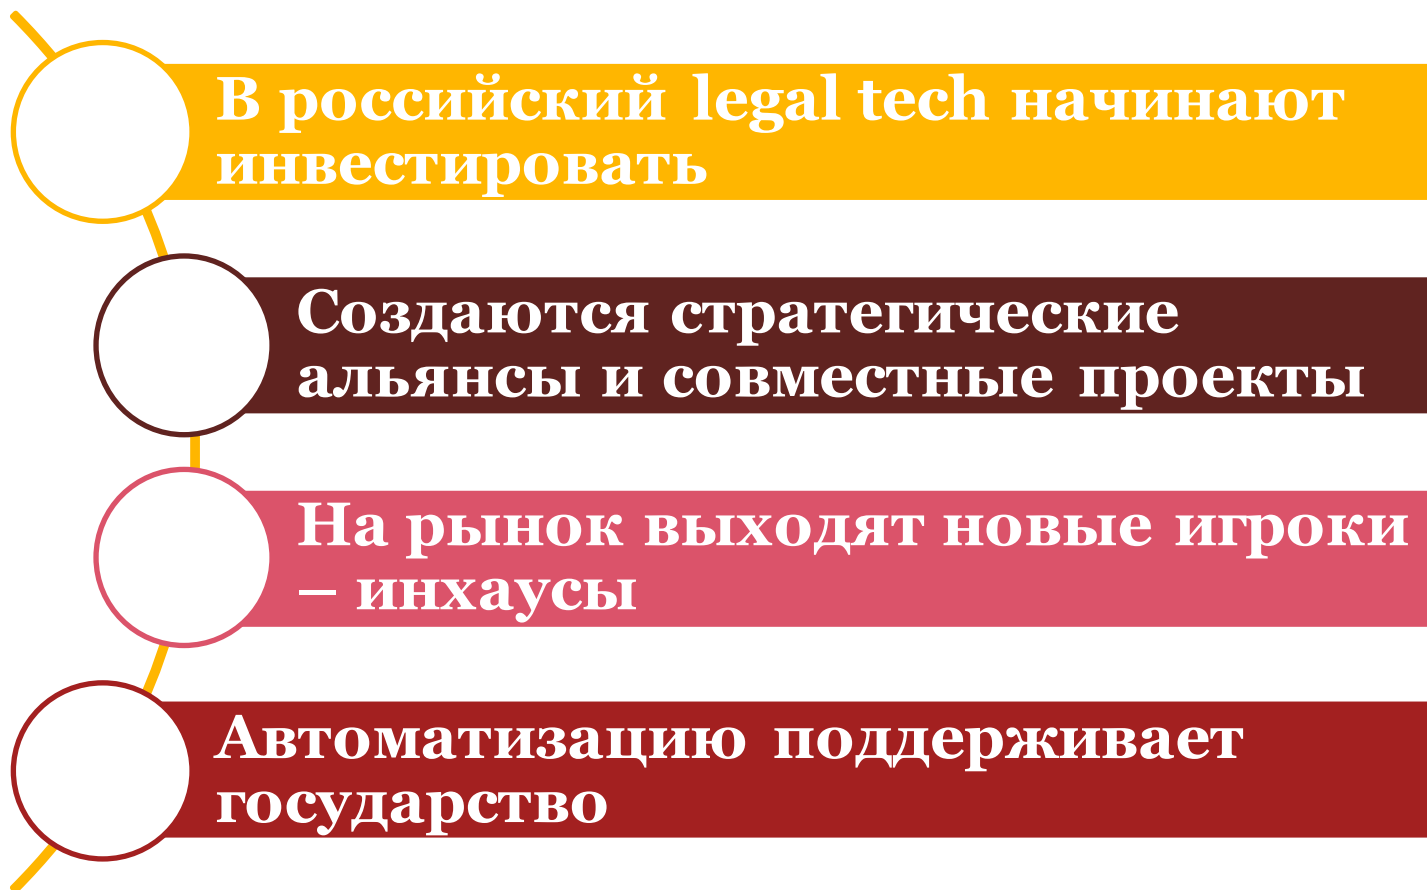 В российский legal tech начинают
инвестировать
Создаются стратегические
альянсы и совместные проекты
На рынок выходят новые игроки
– инхаусы
Автоматизацию поддерживает
государство